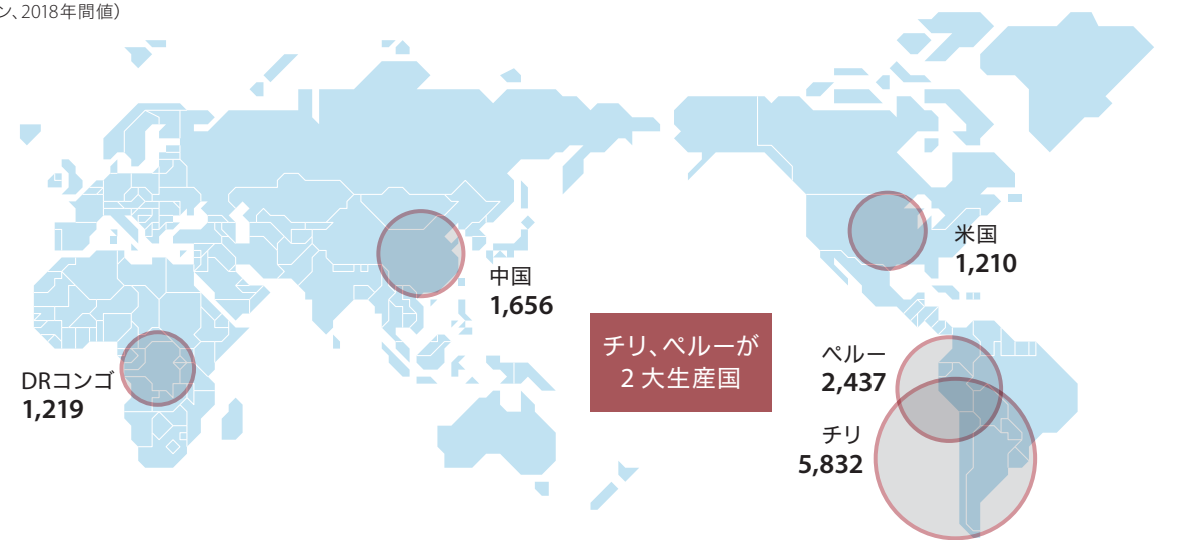 ン、2018年間値）
中国
1,656
米国
1,210
チリ、ペルーが
2 大生産国
ペルー
2,437
DRコンゴ
1,219
チリ
5,832